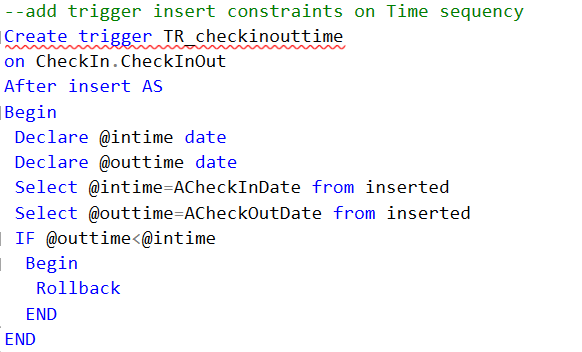 --add trigger insert constraints on Time sequency
Create trigger TR_checkinouttime
on CheckIn.CheckInOut
After insert AS
Begin
Declare @intime date
Declare @outtime date
Select @intime=ACheckInDate from inserted
Select @outtime=ACheckOutDate from inserted
IF @outtime<@intime
Begin
Rollback
END
END